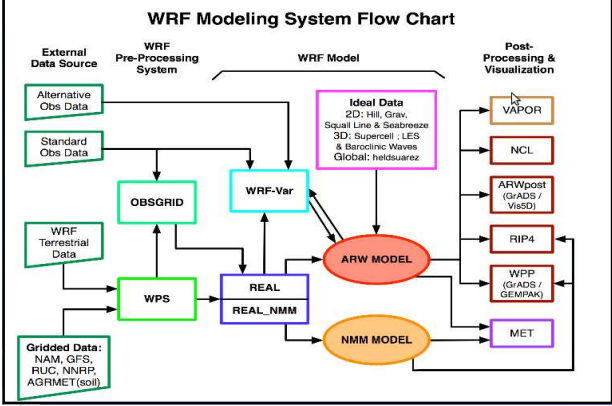 WRF Modeling System Flow Chart
External
Data Source
WRF
Pre-Processing
System
WRF Model
Post-
Processing &
Visualization
Alternative
Obs Data
Standard
Obs Data
WRF
Terrestrial
Data
Gridded Data:
NAM, GFS,
RUC, NNRP,
AGRMET(soil)
OBSGRID
WPS
WRF-Var
REAL
REAL_NMM
Ideal Data
2D: Hill, Grav,
Squall Line & Seabreeze
3D: Supercell ; LES
& Baroclinic Waves
Global: heldsuarez
ARW MODEL
NMM MODEL
VAPOR
NCL
ARWpost
(GrADS /
Vis5D)
RIP4
WPP
(GrADS /
GEMPAK)
MET